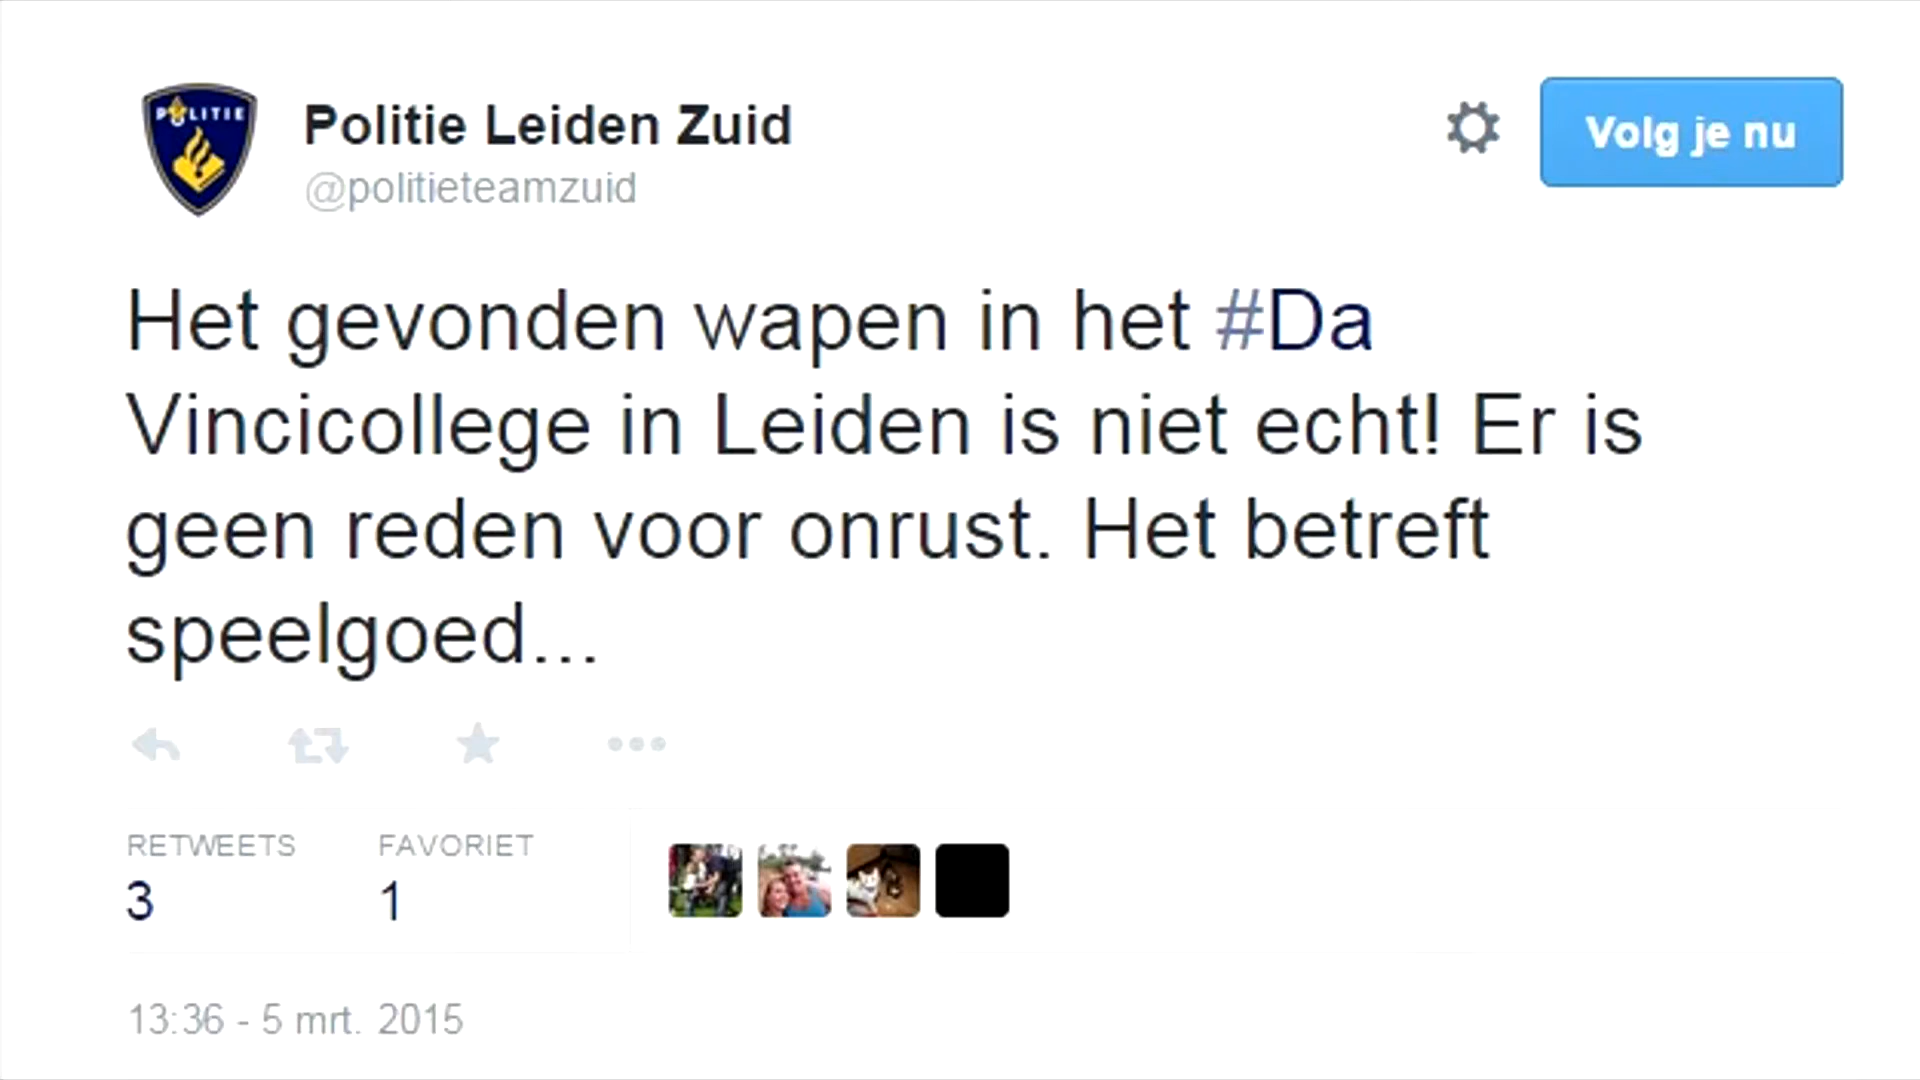 POLITIE
Politie Leiden Zuid
@politieteamzuid
Volg je nu
Het gevonden wapen in het #Da
Vincicollege in Leiden is niet echt! Er is
geen reden voor onrust. Het betreft
speelgoed...
RETWEETS
FAVORIET
3
1
13:36 - 5 mrt. 2015